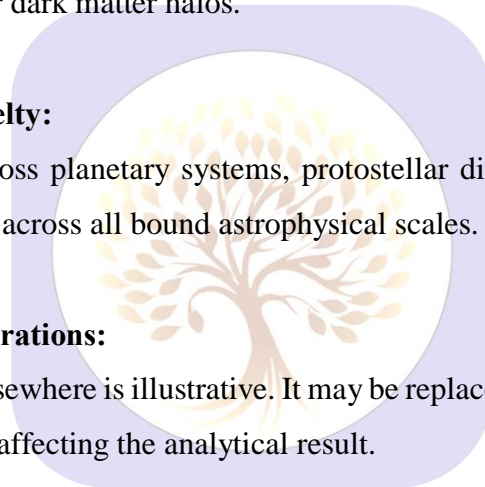 dark matter halos.
elty:
oss planetary systems, protostellar di
across all bound astrophysical scales.
rations:
sewhere is illustrative. It may be replac
affecting the analytical result.